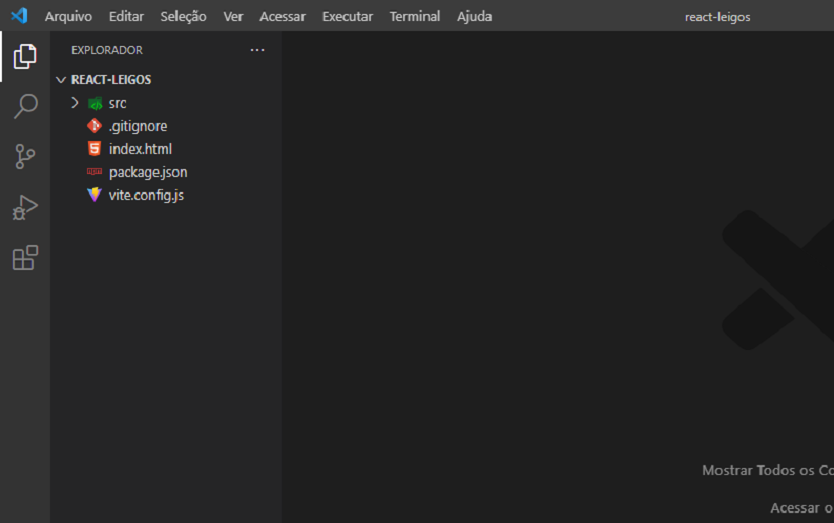 Arquivo Editar Seleção Ver Acessar Executar Terminal Ajuda react-leigos
EXPLORADOR ...
REACT-LEIGOS
src
.gitignore
index.html
package.json
vite.config.js
Mostrar Todos os Co
Acessar o